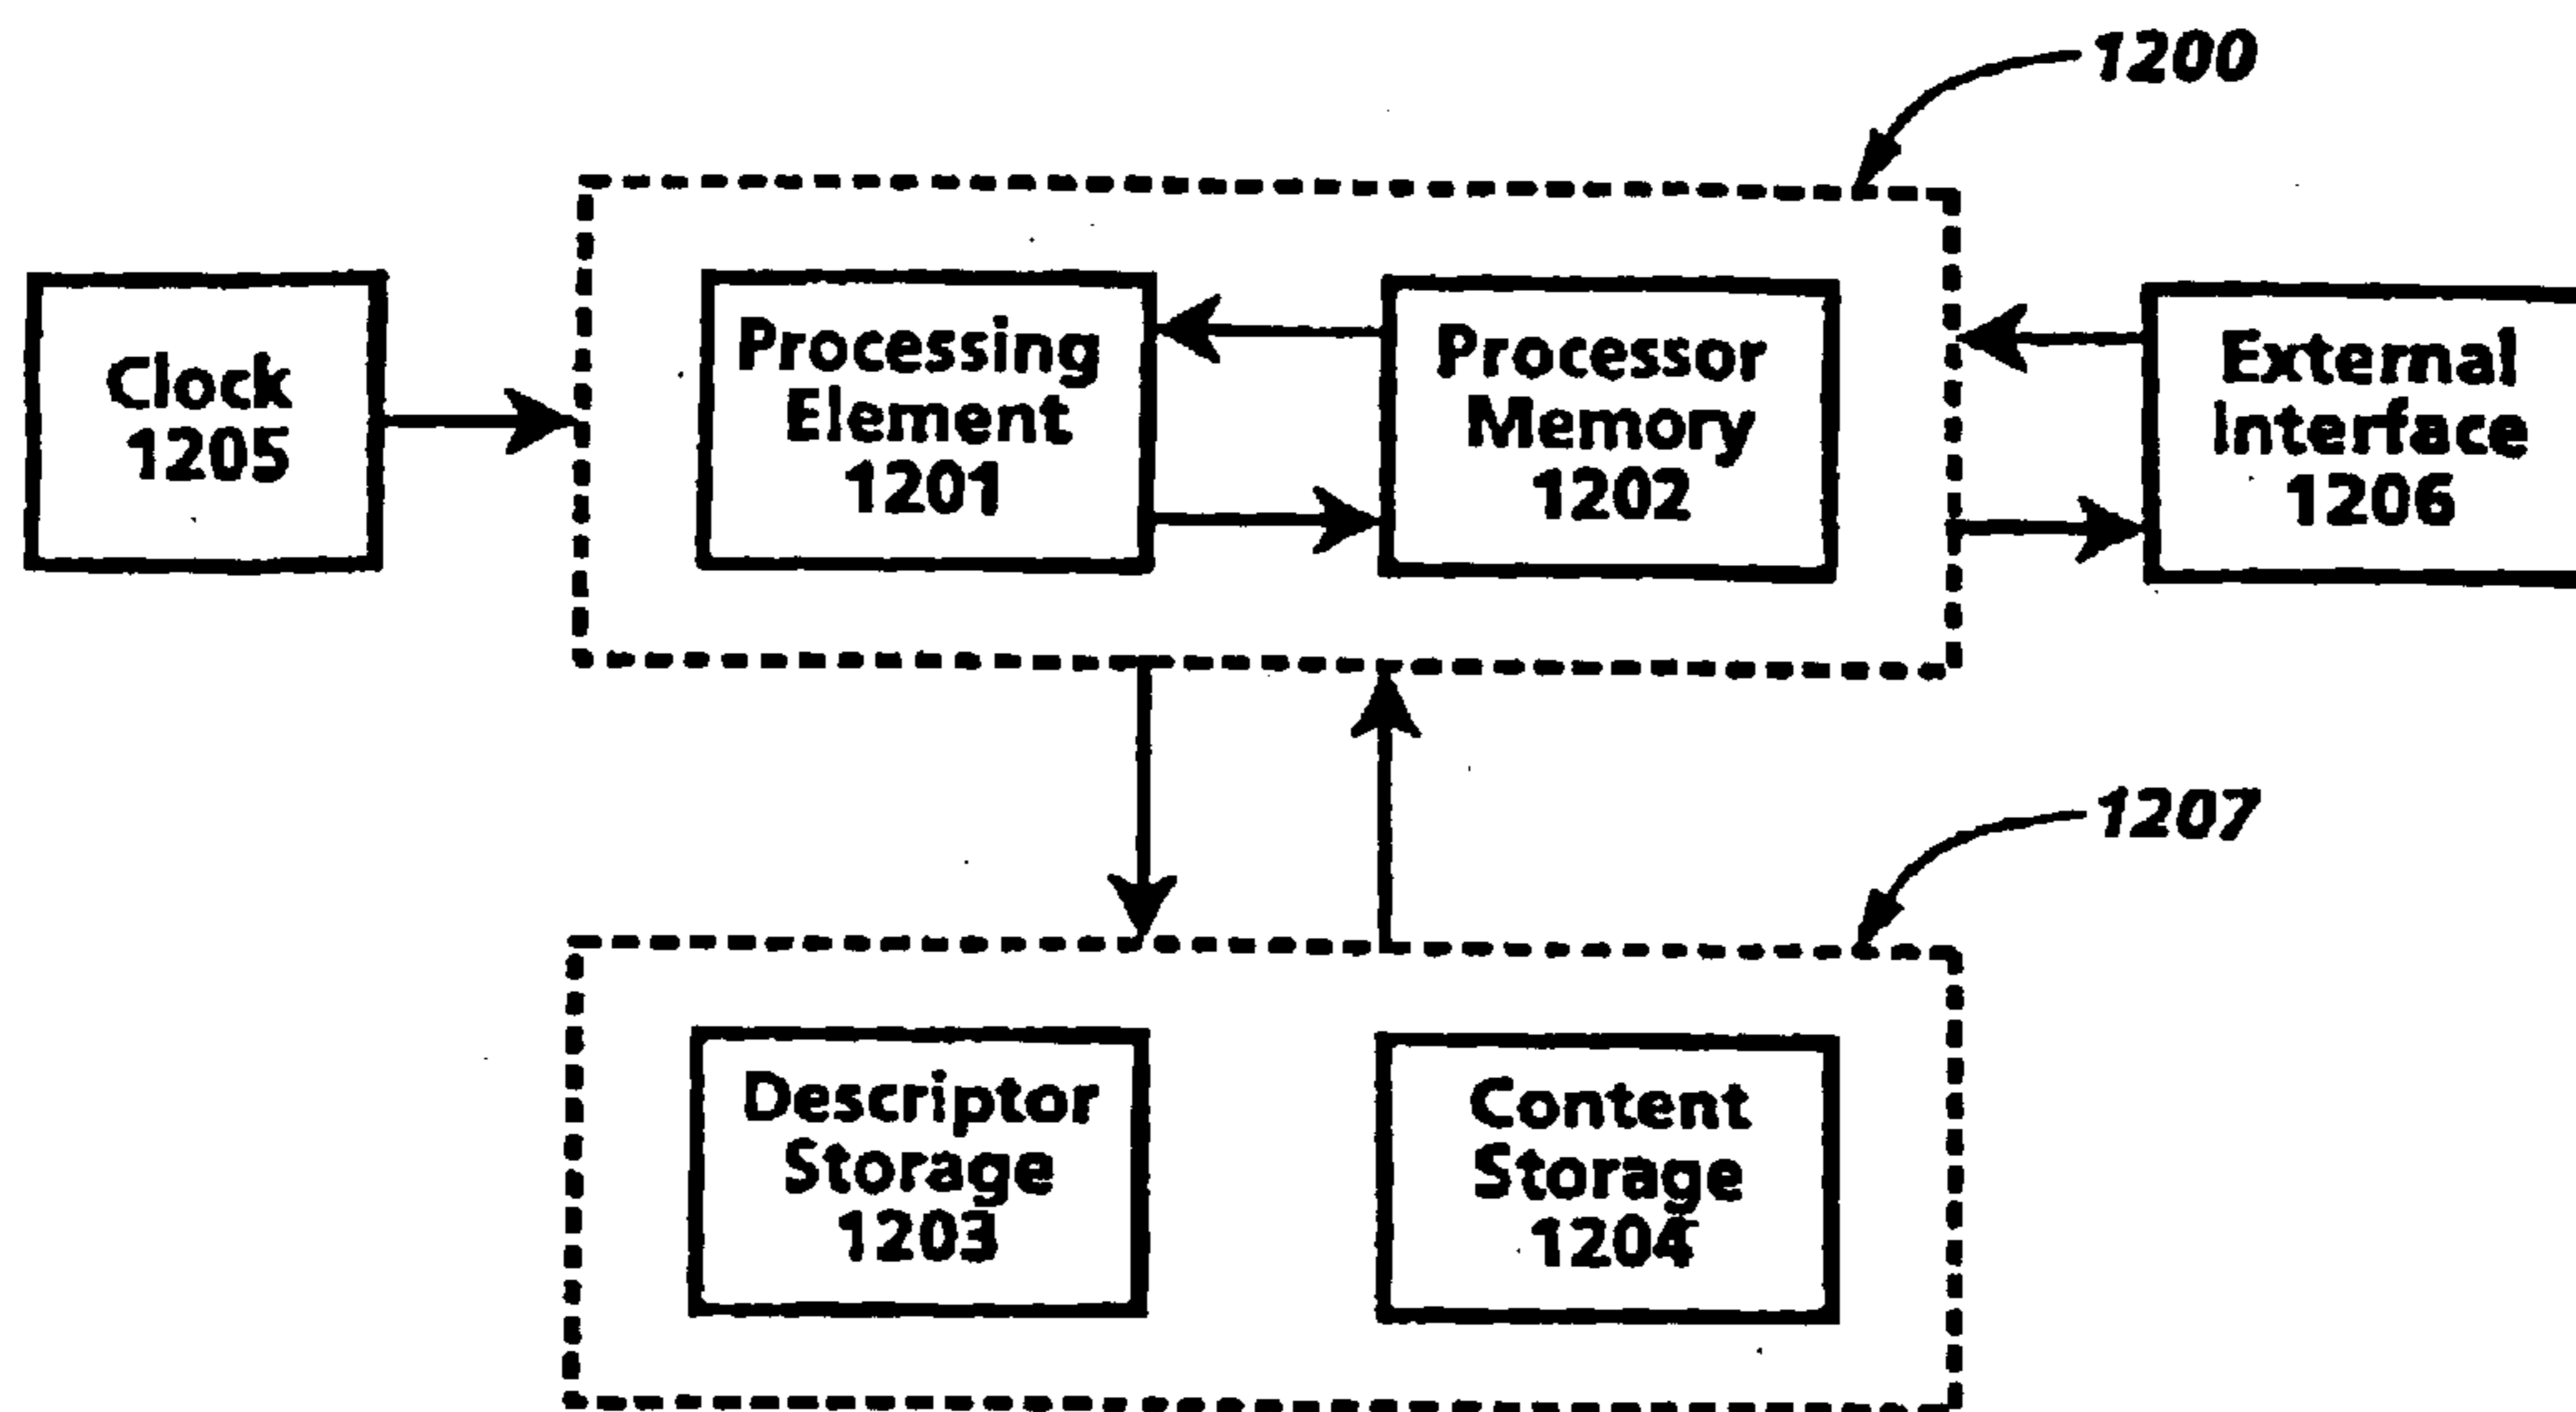 1200
Clock
1205
Processing
Element
1201
Processor
Memory
1202
External
Interface
1206
1207
Descriptor
Storage
1203
Content
Storage
1204